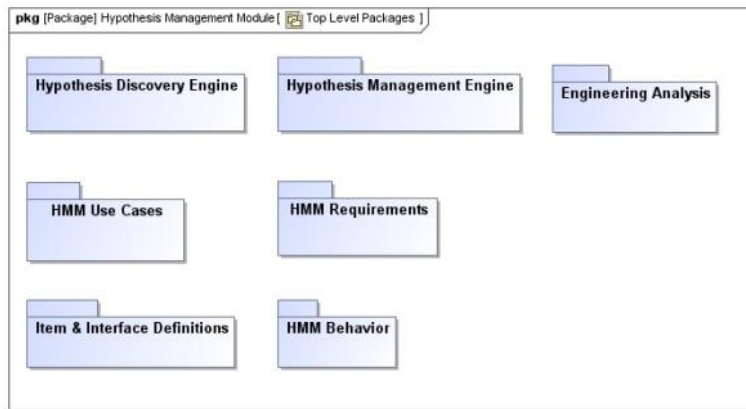 pkg [Package] Hypothesis Management Module [ Top Level Packages ]
Hypothesis Discovery Engine
Hypothesis Management Engine
Engineering Analysis
HMM Use Cases
HMM Requirements
Item & Interface Definitions
HMM Behavior